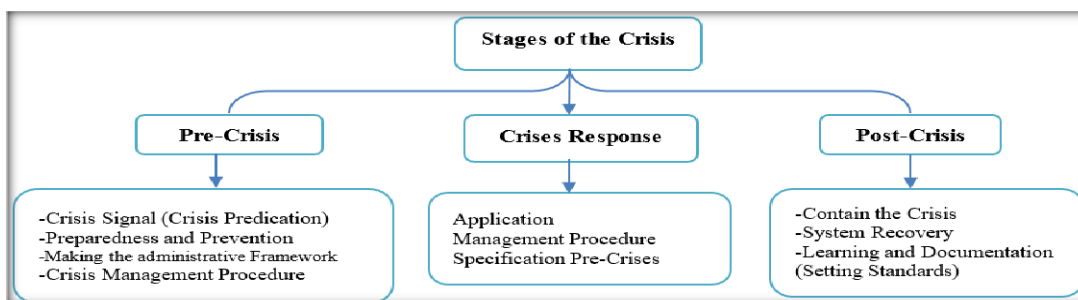 Stages of the Crisis
Pre-Crisis
Crises Response
Post-Crisis
-Crisis Signal (Crisis Predication)
-Preparedness and Prevention
-Making the administrative Framework
-Crisis Management Procedure
Application
Management Procedure
Specification Pre-Crises
-Contain the Crisis
-System Recovery
-Learning and Documentation
(Setting Standards)